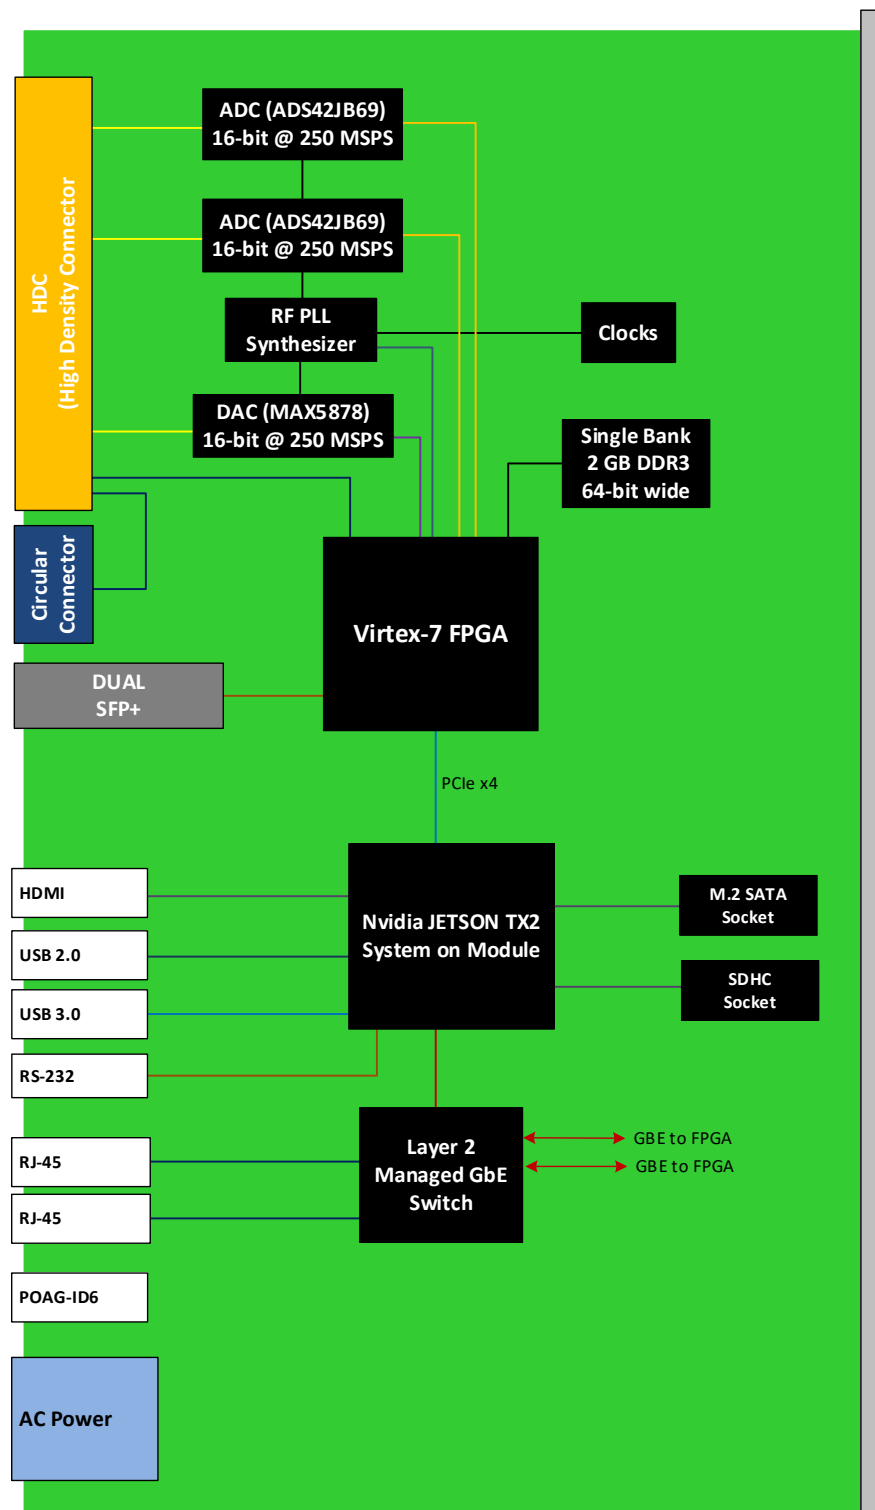 ADC (ADS42JB69)
16-bit @ 250 MSPS
HDC
(High Density Connector
ADC (ADS42JB69)
16-bit @ 250 MSPS
RF PLL
Synthesizer
Clocks
DAC (MAX5878)
16-bit @ 250 MSPS
Single Bank
2 GB DDR3
64-bit wide
Circular
Connector
Virtex-7 FPGA
DUAL
SFP+
PCIe x4
HDMI
USB 2.0
USB 3.0
RS-232
Nvidia JETSON TX2
System on Module
M.2 SATA
Socket
SDHC
Socket
RJ-45
RJ-45
Layer 2
Managed GbE
Switch
GBE to FPGA
GBE to FPGA
POAG-ID6
AC Power